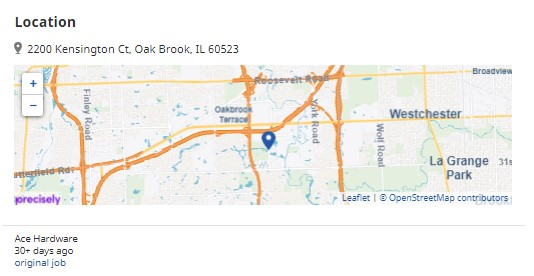 Location
2200 Kensington Ct, Oak Brook, IL 60523
+
−
Roosevelt Road
Broadview
Finley Road
Oakbrook
Terrace
York Road
Westchester
Wolf Road
La Grange
Park
31s
tterfield Rd.
precisely
Leaflet | © OpenStreetMap contributors
Ace Hardware
30+ days ago
original job